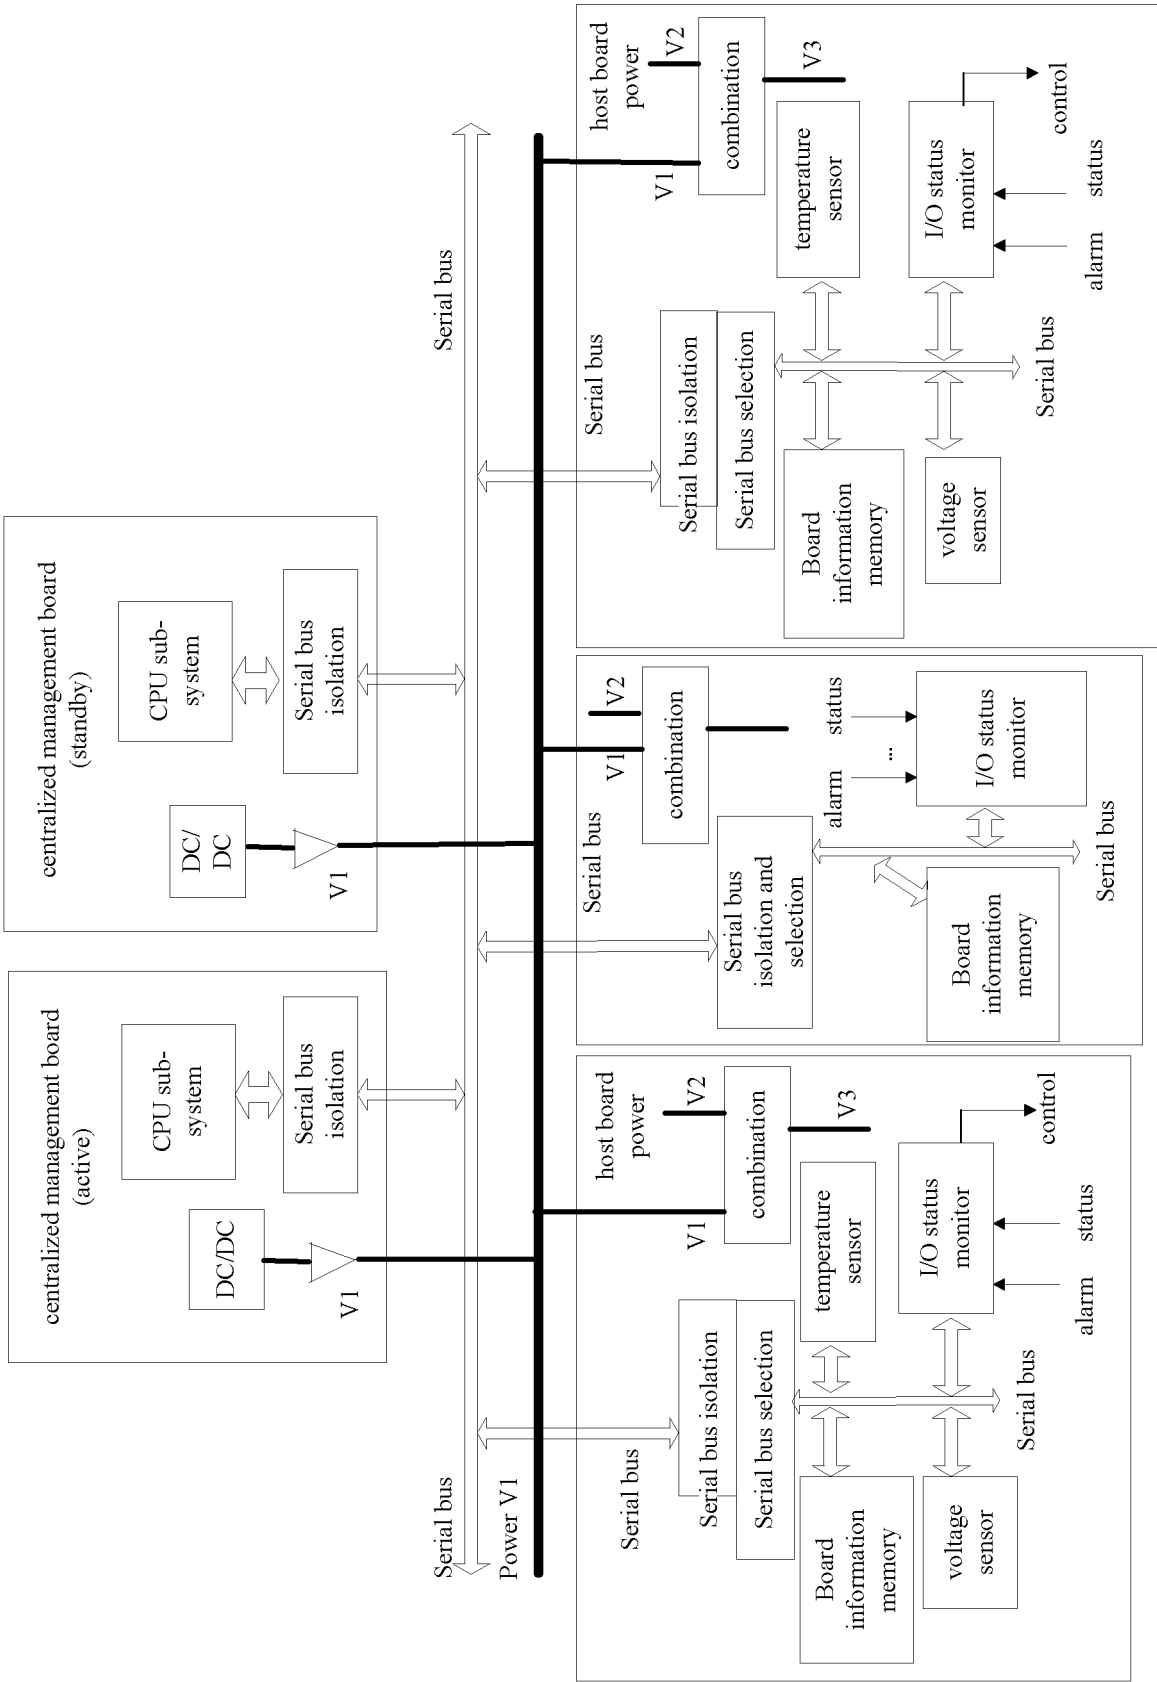 centralized management board
(active)
CPU sub-
system
DC/DC
Serial bus
isolation
V1
centralized management board
(standby)
CPU sub-
system
DC/
DC
Serial bus
isolation
V1
Serial bus
Serial bus
Power V1
Serial bus
host board
power
V2
V1
combination
V3
Serial bus isolation
Serial bus selection
temperature
sensor
Board
information
memory
I/O status
monitor
voltage
sensor
Serial bus
control
alarm
status
Serial bus
V1
V2
combination
Serial bus
isolation and
selection
alarm
...
status
I/O status
monitor
Board
information
memory
Serial bus
Serial bus
host board
power
V2
V1
combination
V3
Serial bus isolation
Serial bus selection
temperature
sensor
Board
information
memory
I/O status
monitor
voltage
sensor
Serial bus
control
alarm
status